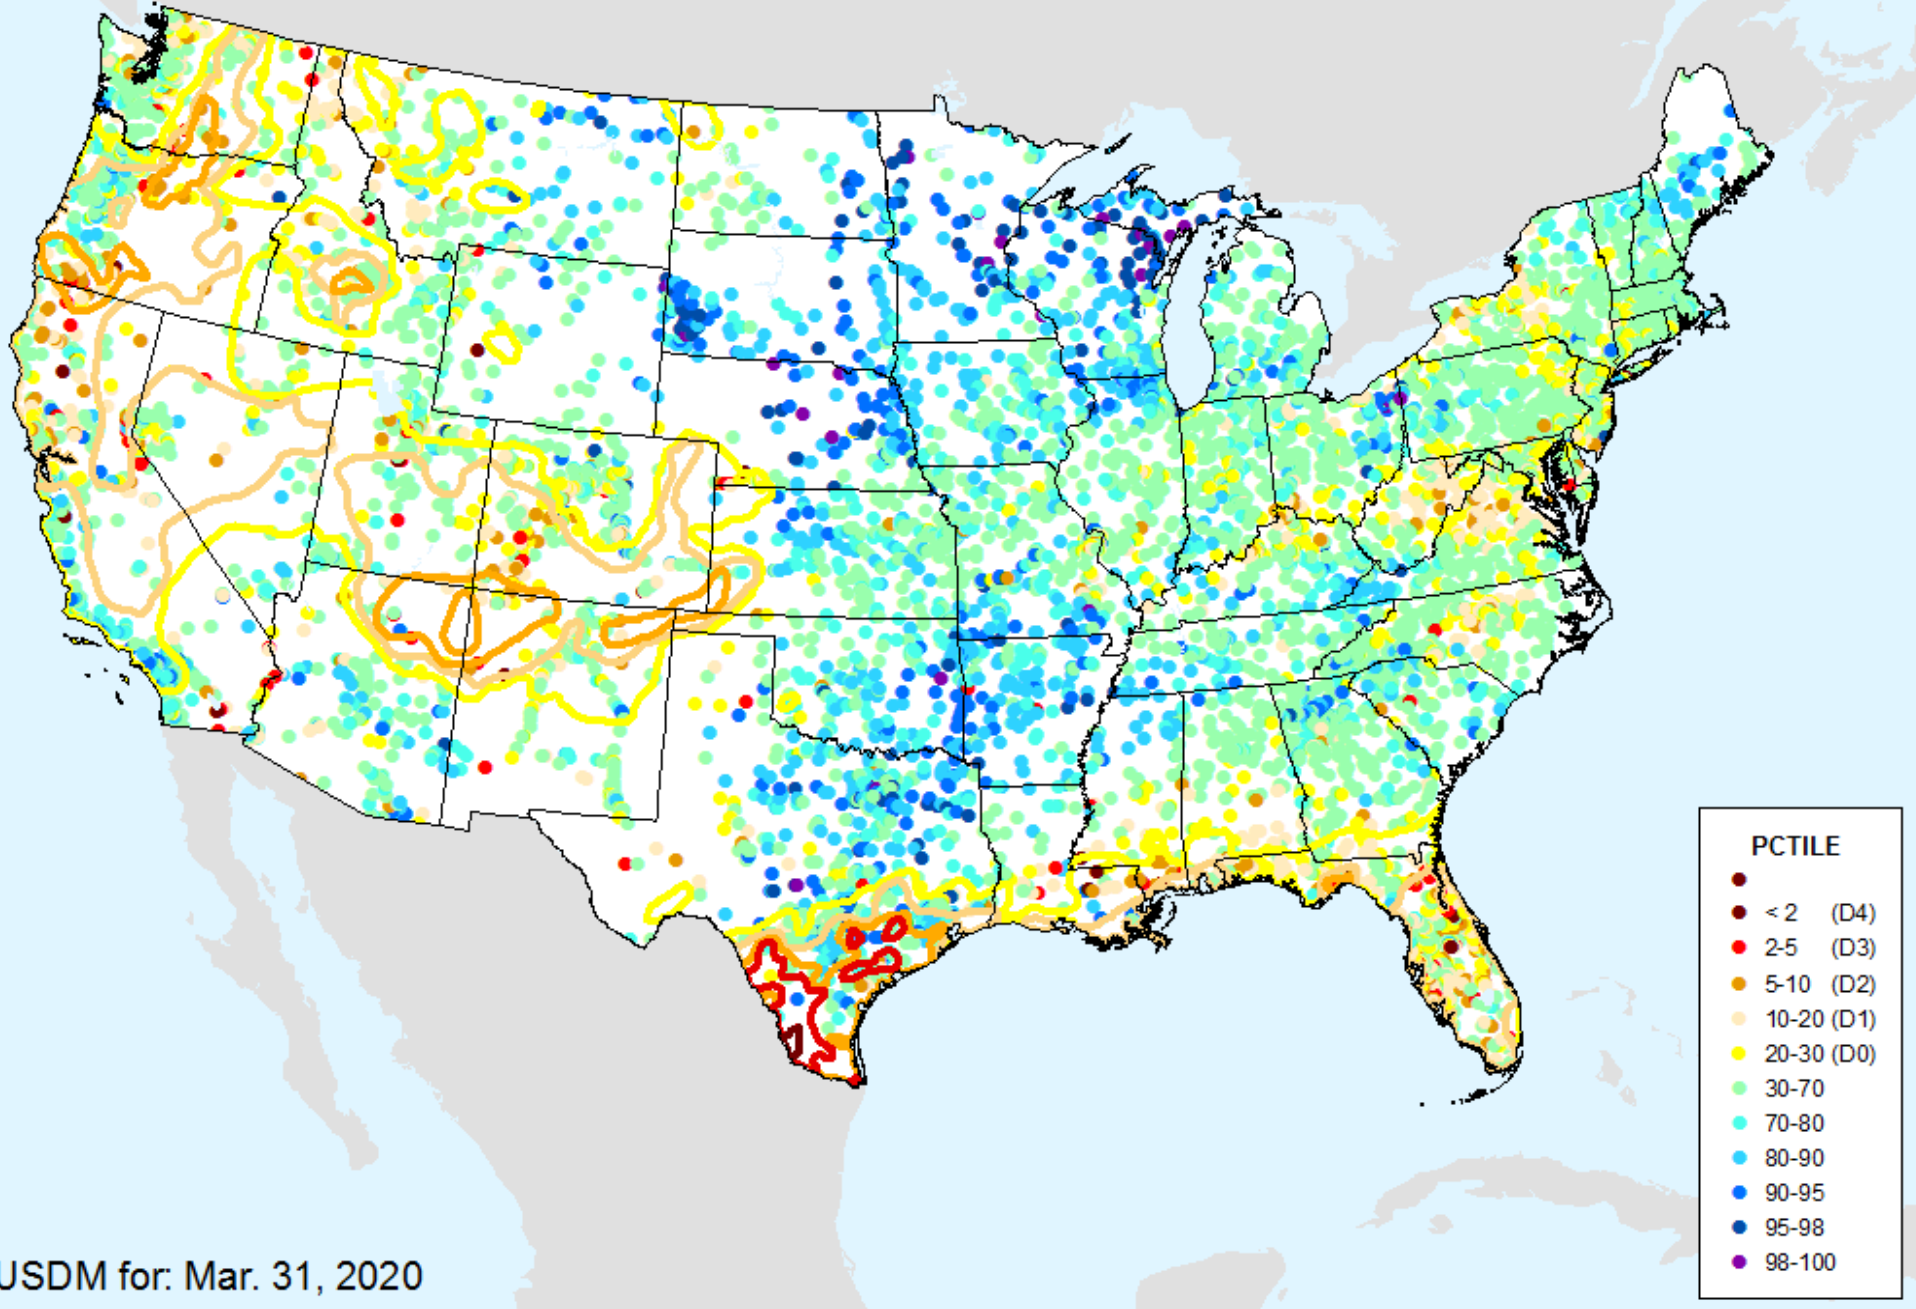 PCTILE
< 2 (D4)
2-5 (D3)
5-10 (D2)
10-20 (D1)
20-30 (D0)
30-70
70-80
80-90
90-95
95-98
98-100
USDM for: Mar. 31, 2020